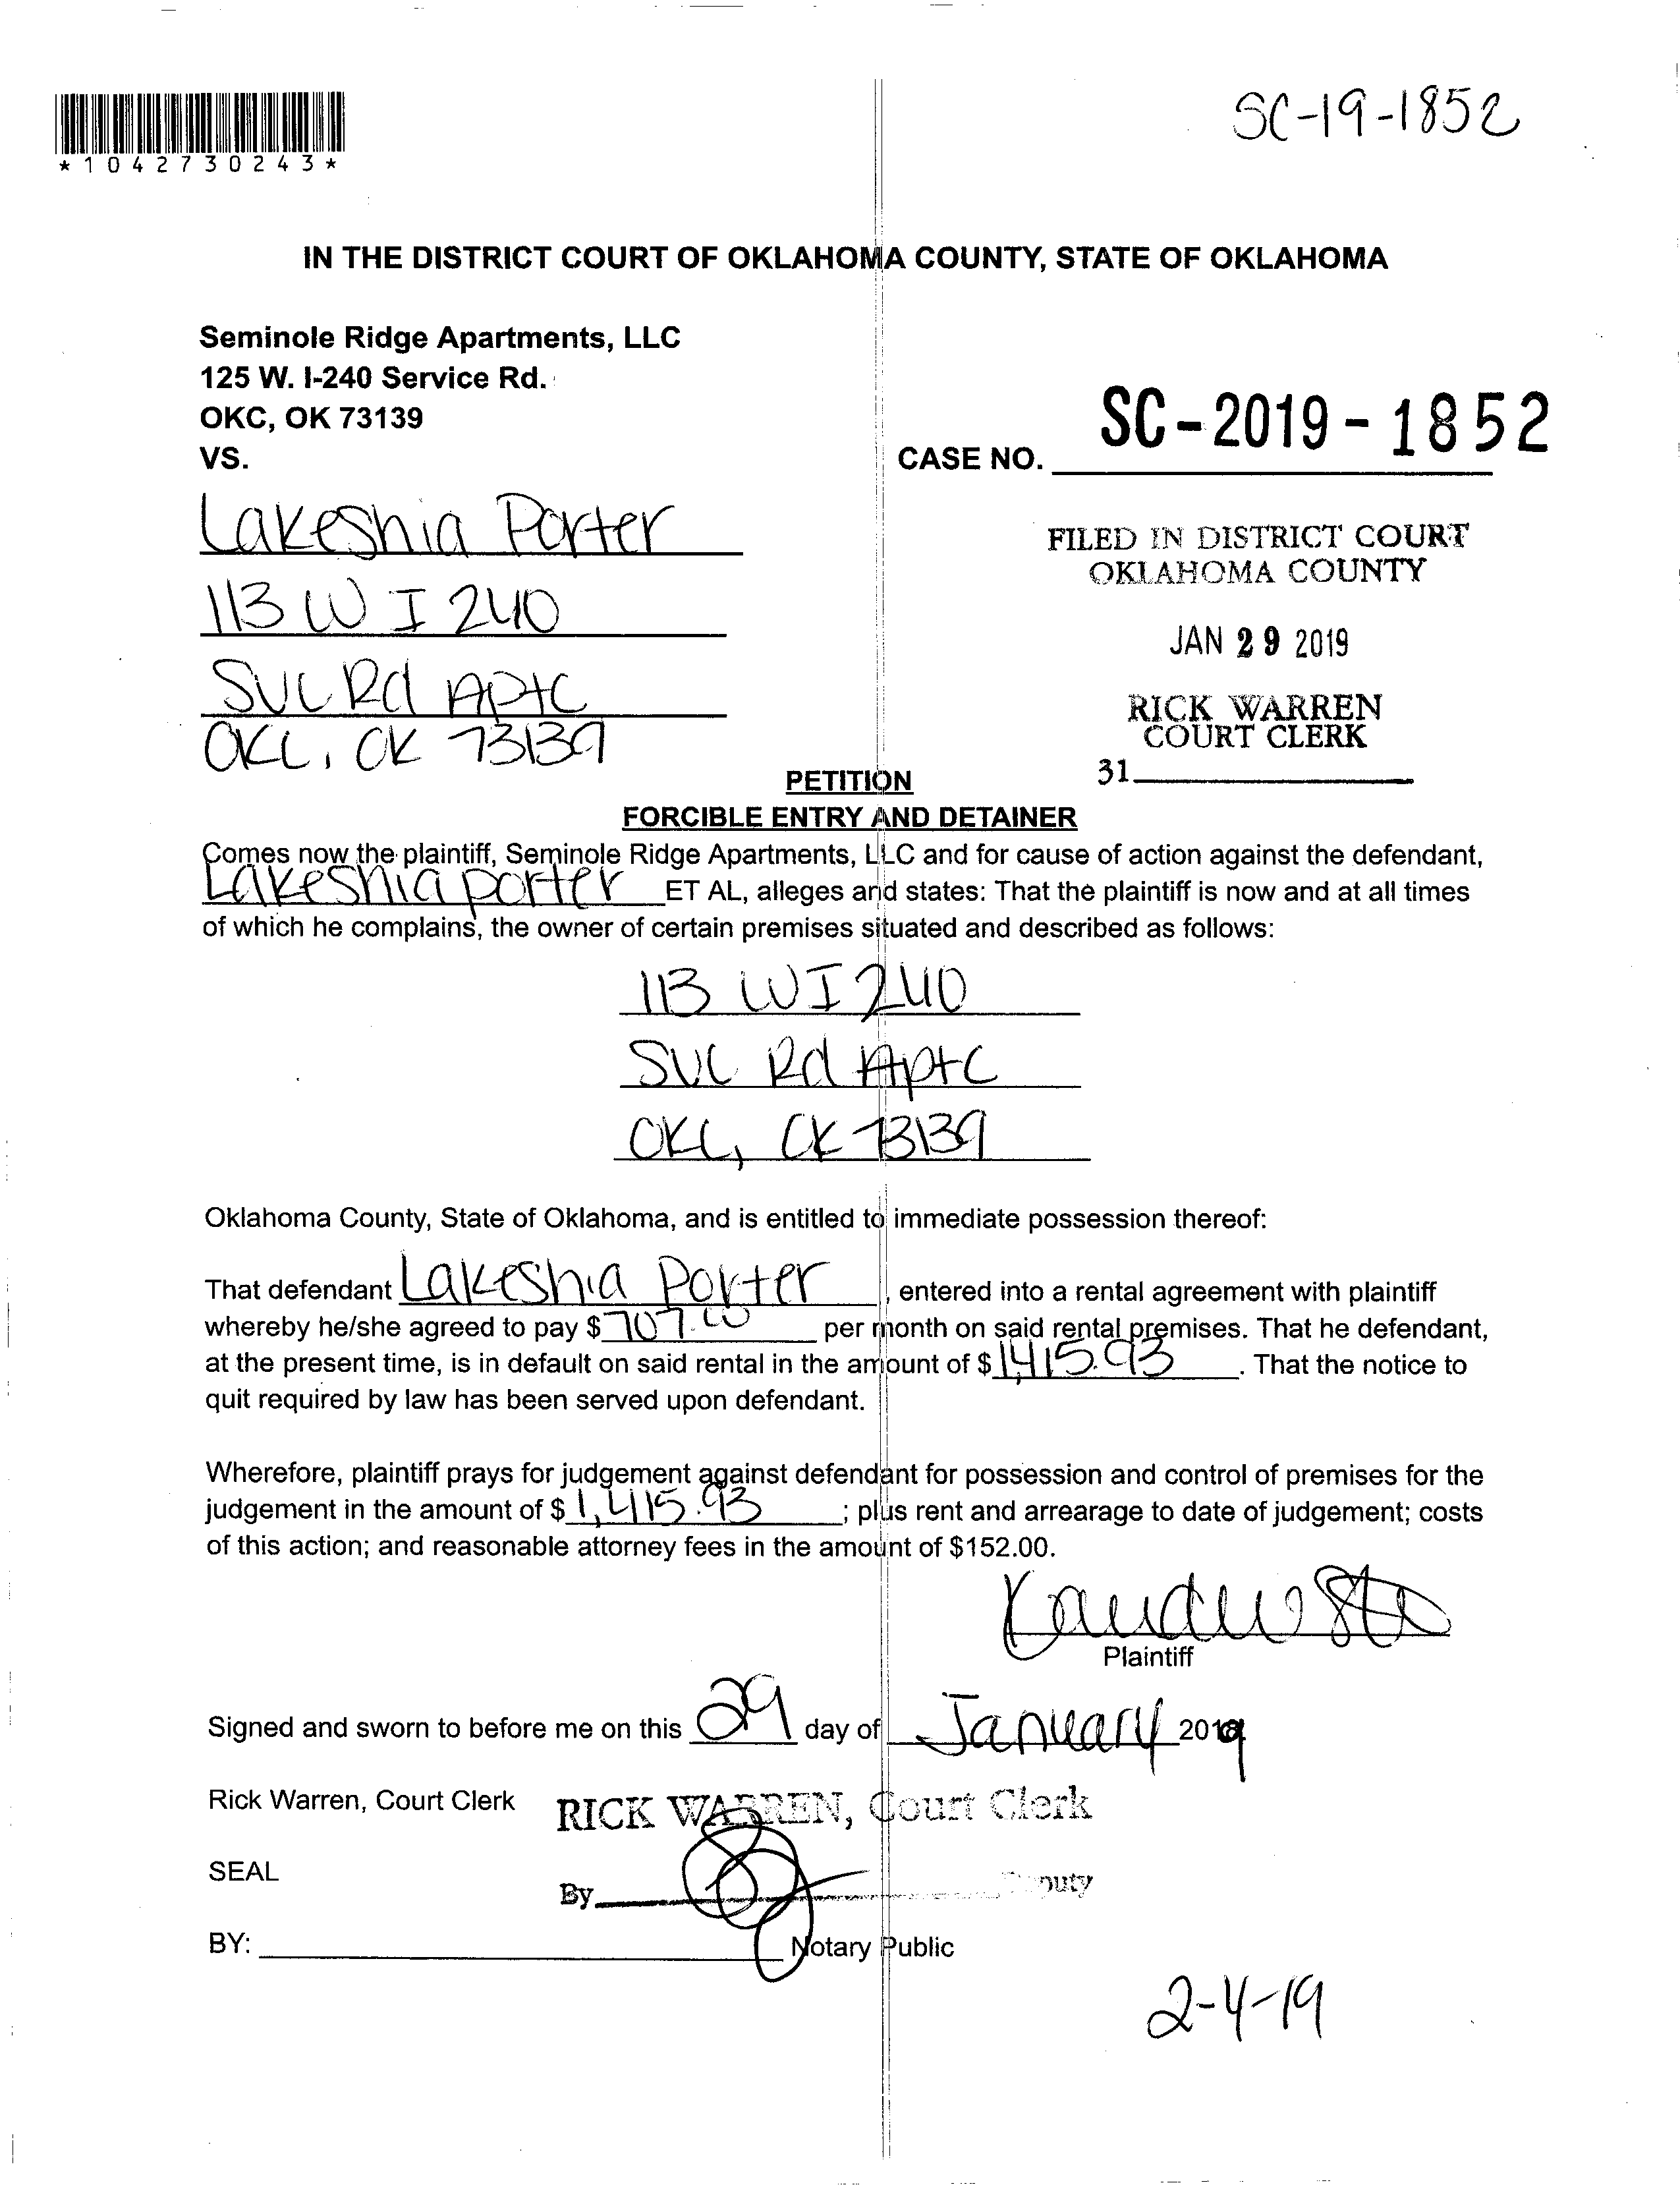 SC-19-1852
*1042730243*
IN THE DISTRICT COURT OF OKLAHOMA COUNTY, STATE OF OKLAHOMA
Seminole Ridge Apartments, LLC
125 W. I-240 Service Rd.
OKC, OK 73139
VS.
CASE NO. SC-2019-1852
Lakeshia Porter
113 W I 240
SVC Rd Apt C
OKC, OK 73139
FILED IN DISTRICT COURT
OKLAHOMA COUNTY
JAN 29 2019
RICK WARREN
COURT CLERK
31
PETITION
FORCIBLE ENTRY AND DETAINER
Comes now the plaintiff, Seminole Ridge Apartments, LLC and for cause of action against the defendant,
Lakeshia porter ET AL, alleges and states: That the plaintiff is now and at all times
of which he complains, the owner of certain premises situated and described as follows:
113 W I 240
SVC Rd Apt C
OKC, OK 73139
Oklahoma County, State of Oklahoma, and is entitled to immediate possession thereof:
That defendant Lakeshia Porter, entered into a rental agreement with plaintiff
whereby he/she agreed to pay $ 707.00 per month on said rental premises. That he defendant,
at the present time, is in default on said rental in the amount of $ 1,415.93. That the notice to
quit required by law has been served upon defendant.
Wherefore, plaintiff prays for judgement against defendant for possession and control of premises for the
judgement in the amount of $ 1,415.93; plus rent and arrearage to date of judgement; costs
of this action; and reasonable attorney fees in the amount of $152.00.
Plaintiff
Signed and sworn to before me on this 29 day of January 2019
Rick Warren, Court Clerk RICK WARREN, Court Clerk
SEAL
By Deputy
BY: Notary Public
2-4-19